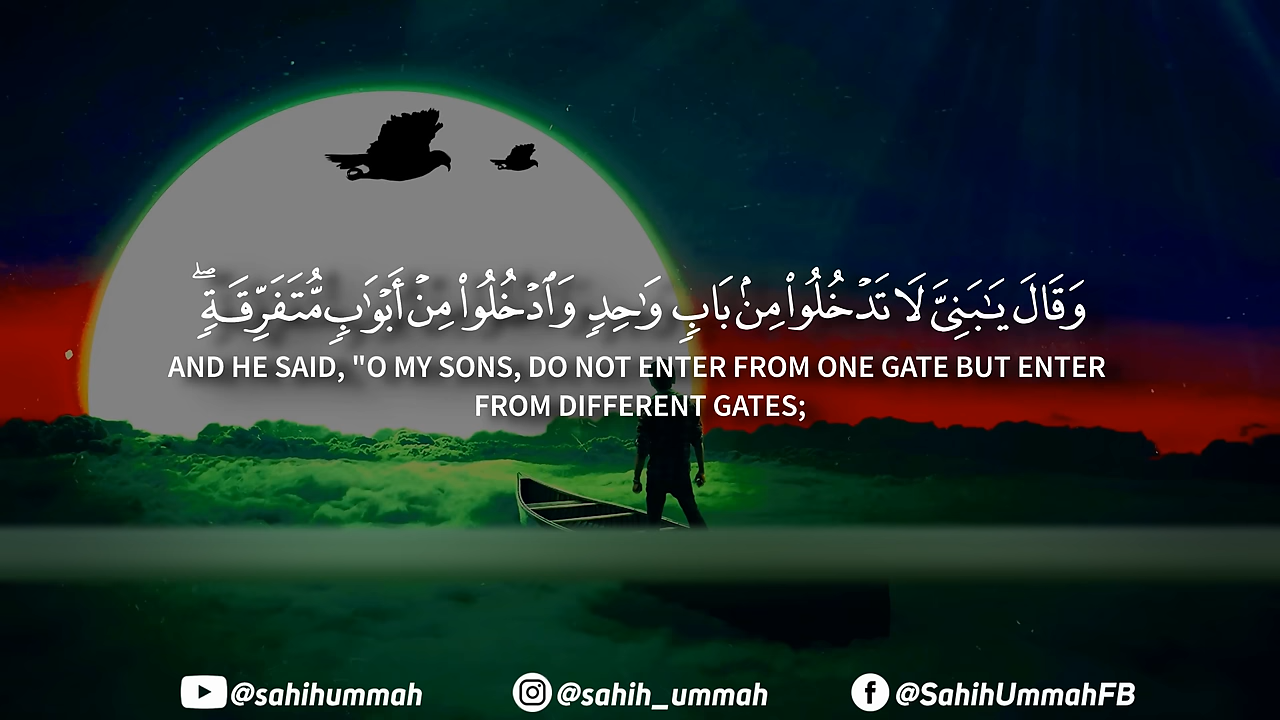 وَقَالَ يَـٰبَنِىَّ لَا تَدْخُلُوا۟ مِنۢ بَابٍ وَٰحِدٍ وَٱدْخُلُوا۟ مِنْ أَبْوَٰبٍ مُّتَفَرِّقَةٍ ۖ
AND HE SAID, "O MY SONS, DO NOT ENTER FROM ONE GATE BUT ENTER
FROM DIFFERENT GATES;
@sahihummah @sahih_ummah @SahihUmmahFB